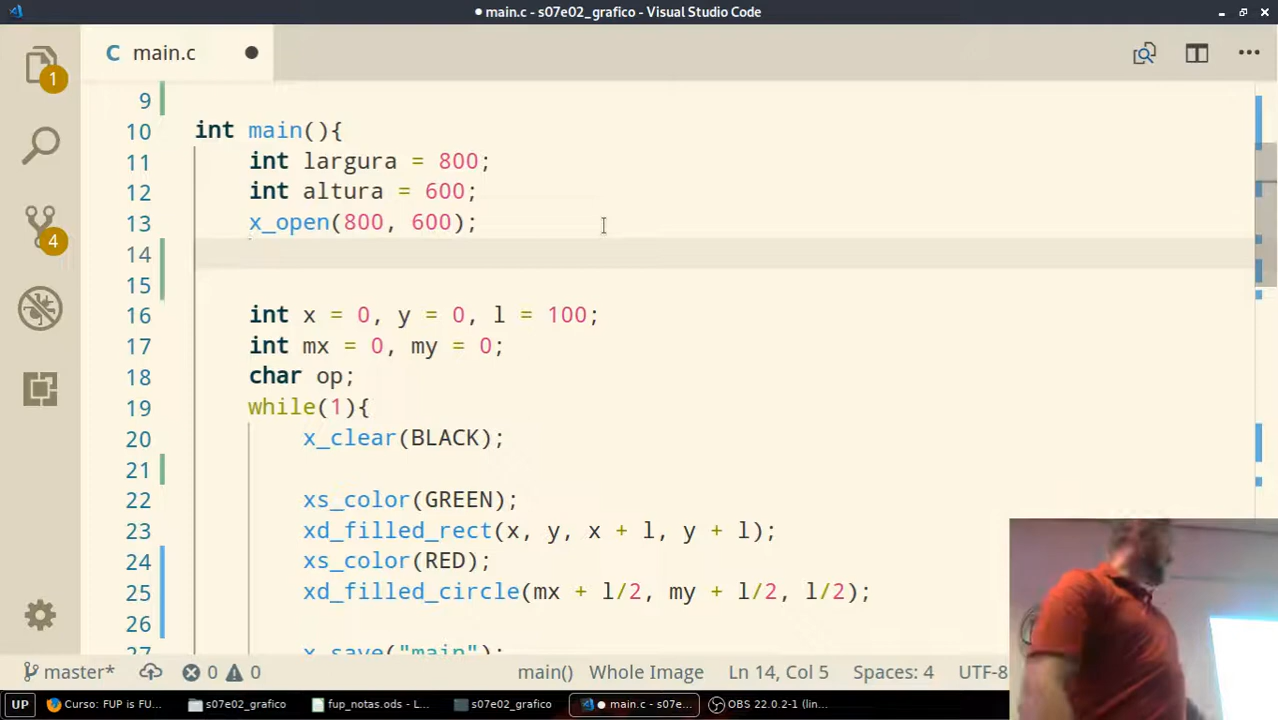 ● main.c - s07e02_grafico - Visual Studio Code
C main.c ●
1
4
9
10 int main(){
11 int largura = 800;
12 int altura = 600;
13 x_open(800, 600);
14
15
16 int x = 0, y = 0, l = 100;
17 int mx = 0, my = 0;
18 char op;
19 while(1){
20 x_clear(BLACK);
21
22 xs_color(GREEN);
23 xd_filled_rect(x, y, x + l, y + l);
24 xs_color(RED);
25 xd_filled_circle(mx + l/2, my + l/2, l/2);
26
27 x_save("main");
master* 0 0 main() Whole Image Ln 14, Col 5 Spaces: 4 UTF-8
UP Curso: FUP is FU... s07e02_grafico fup_notas.ods - L... s07e02_grafico ● main.c - s07e... OBS 22.0.2-1 (lin...